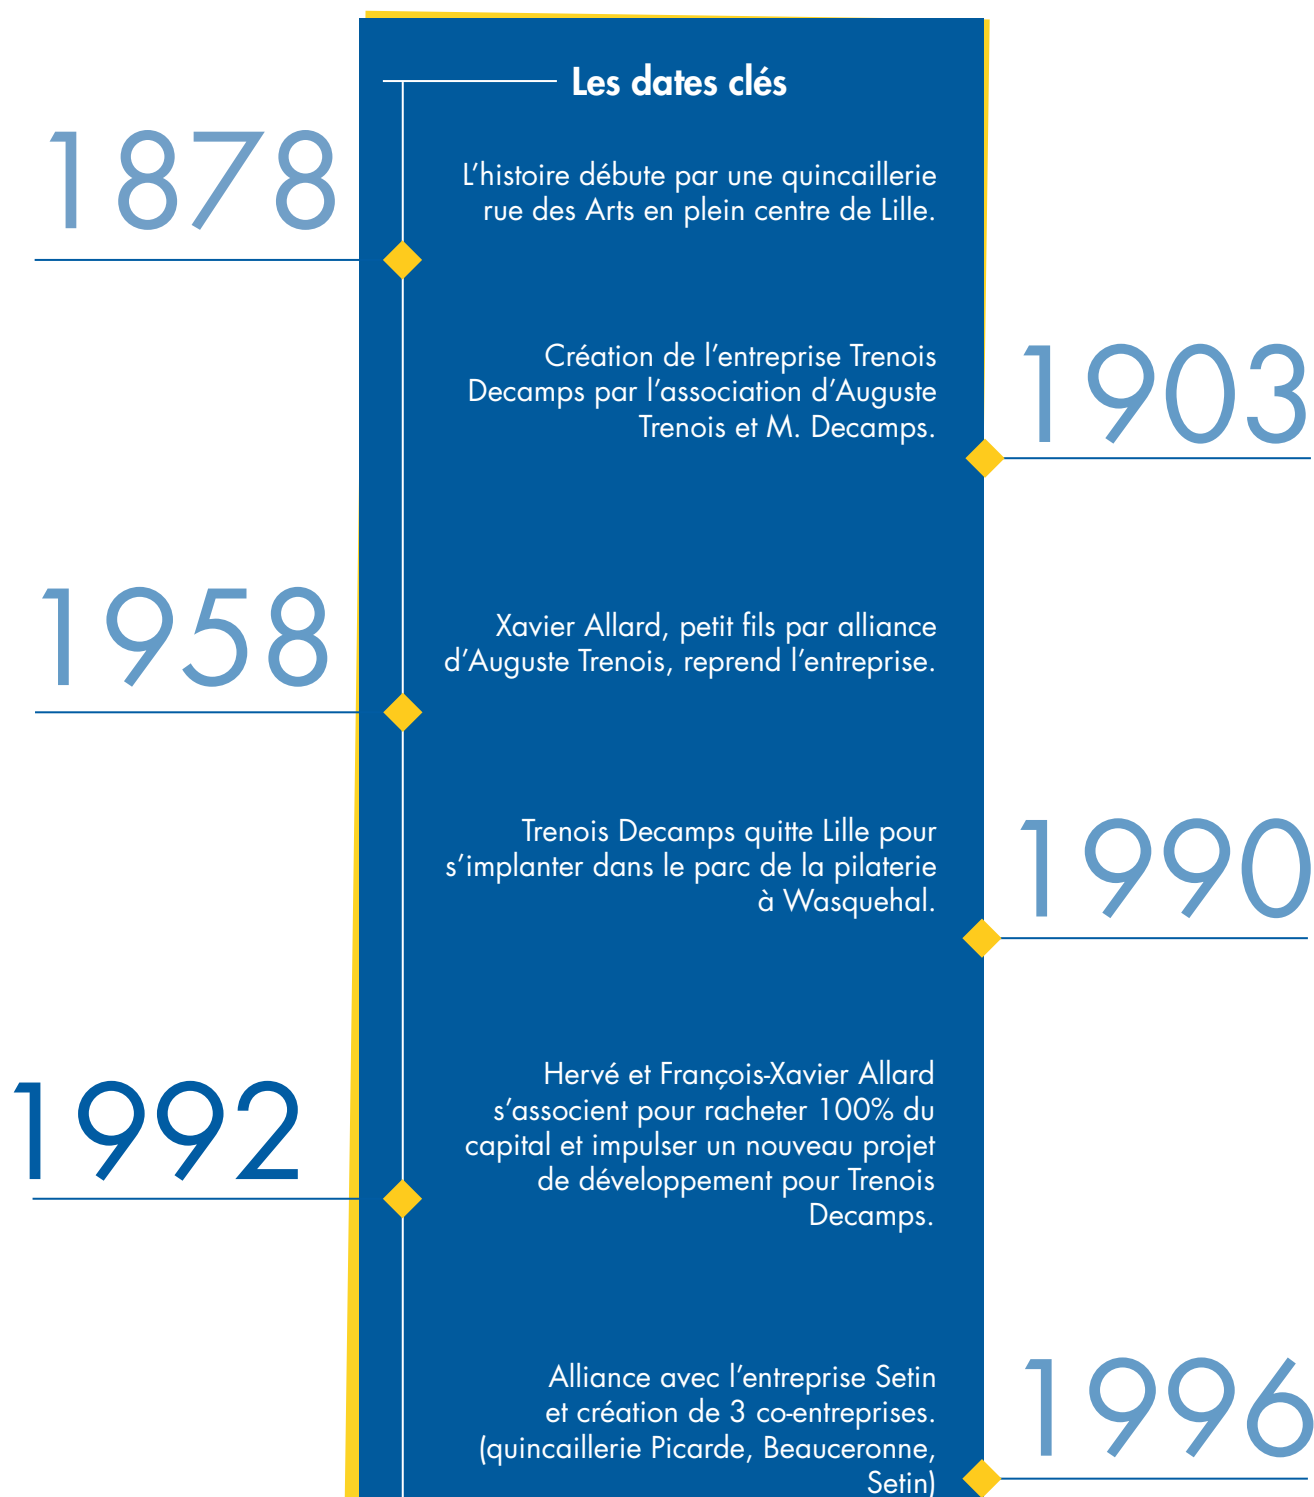 Les dates clés
1878
L’histoire débute par une quincaillerie
rue des Arts en plein centre de Lille.
1903
Création de l’entreprise Trenois
Decamps par l’association d’Auguste
Trenois et M. Decamps.
1958
Xavier Allard, petit fils par alliance
d’Auguste Trenois, reprend l’entreprise.
1990
Trenois Decamps quitte Lille pour
s’implanter dans le parc de la pilaterie
à Wasquehal.
1992
Hervé et François-Xavier Allard
s’associent pour racheter 100% du
capital et impulser un nouveau projet
de développement pour Trenois
Decamps.
1996
Alliance avec l’entreprise Setin
et création de 3 co-entreprises.
(quincaillerie Picarde, Beauceronne,
Setin)